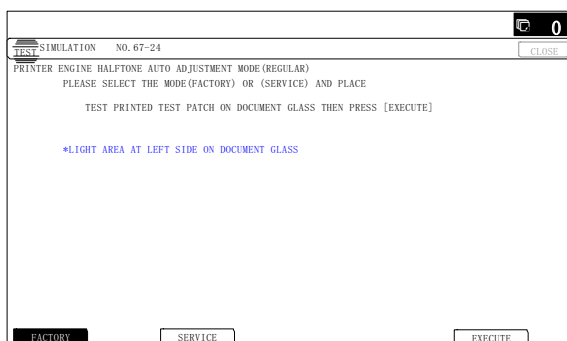 0
TEST SIMULATION NO.67-24
CLOSE
PRINTER ENGINE HALFTONE AUTO ADJUSTMENT MODE(REGULAR)
PLEASE SELECT THE MODE(FACTORY) OR (SERVICE) AND PLACE
TEST PRINTED TEST PATCH ON DOCUMENT GLASS THEN PRESS [EXECUTE]
*LIGHT AREA AT LEFT SIDE ON DOCUMENT GLASS
FACTORY SERVICE EXECUTE